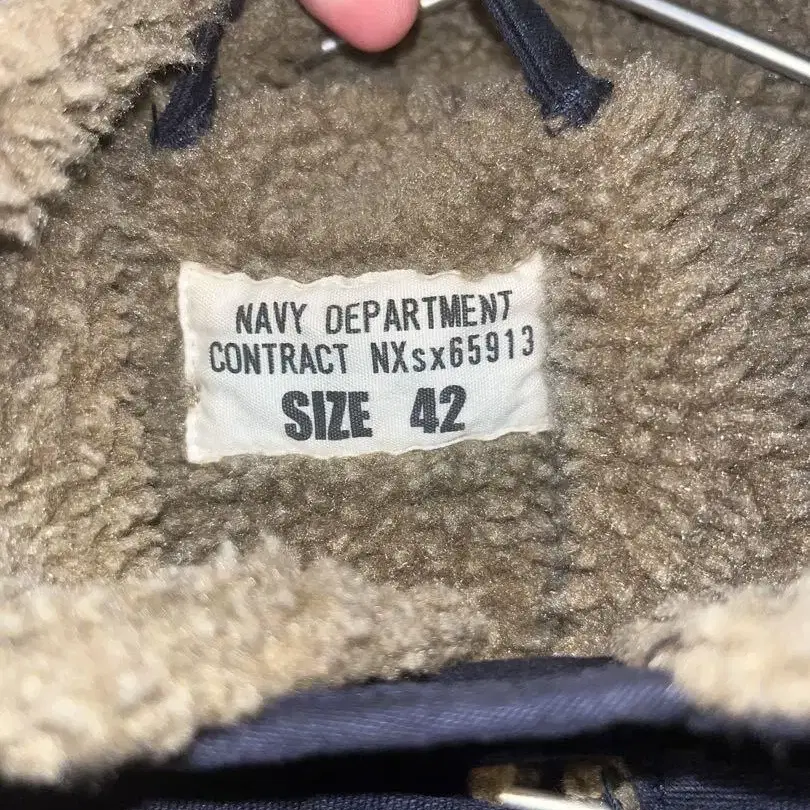 NAVY DEPARTMENT
CONTRACT NXsx65913
SIZE 42